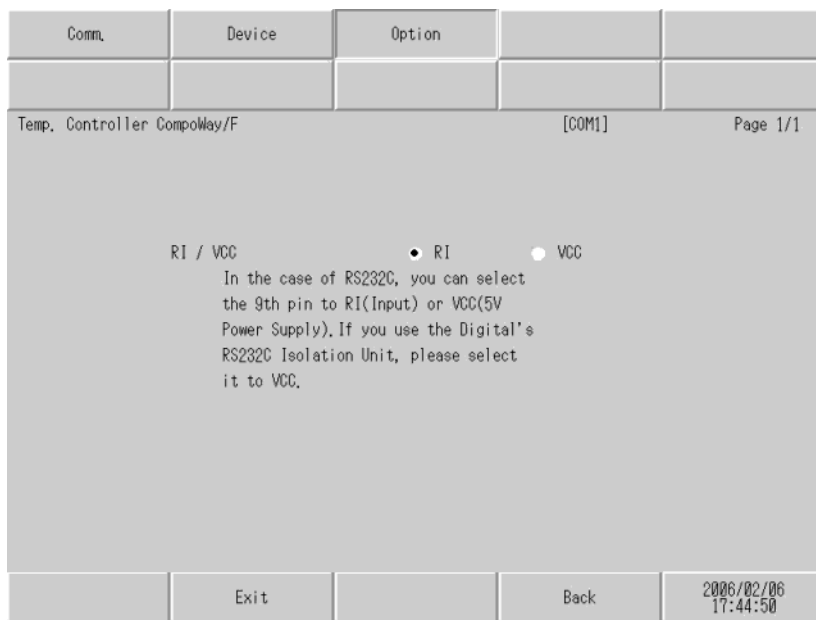 Comm. Device Option
Temp. Controller CompoWay/F [COM1] Page 1/1
RI / VCC RI VCC
In the case of RS232C, you can select
the 9th pin to RI(Input) or VCC(5V
Power Supply). If you use the Digital's
RS232C Isolation Unit, please select
it to VCC.
Exit Back 2006/02/06
17:44:50